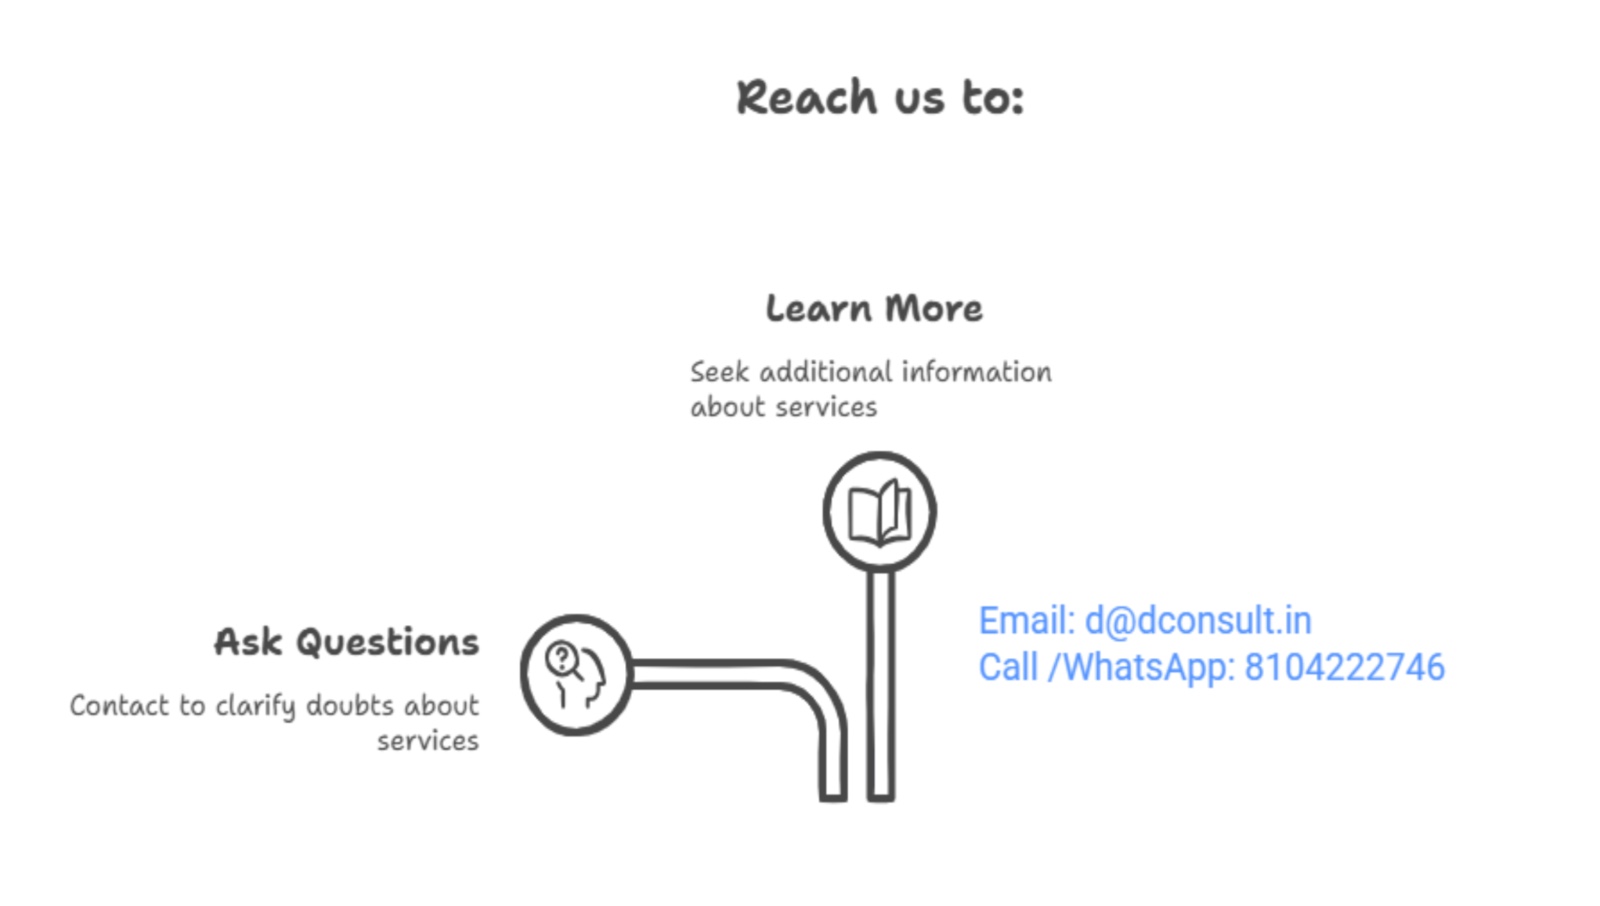 Reach us to:
Learn More
Seek additional information
about services
Ask Questions
Contact to clarify doubts about
services
Email: d@dconsult.in
Call /WhatsApp: 8104222746